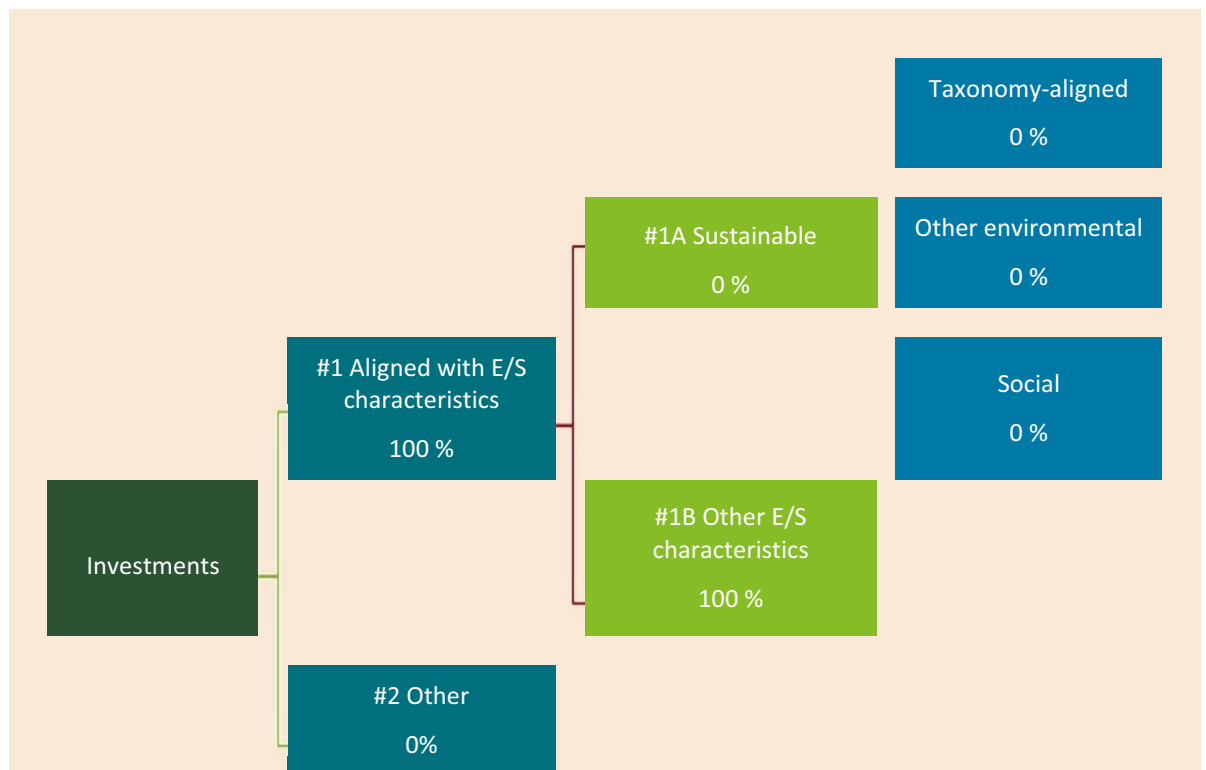 Taxonomy-aligned
0 %
#1A Sustainable
0 %
Other environmental
0 %
#1 Aligned with E/S
characteristics
100 %
Social
0 %
Investments
#1B Other E/S
characteristics
100 %
#2 Other
0%